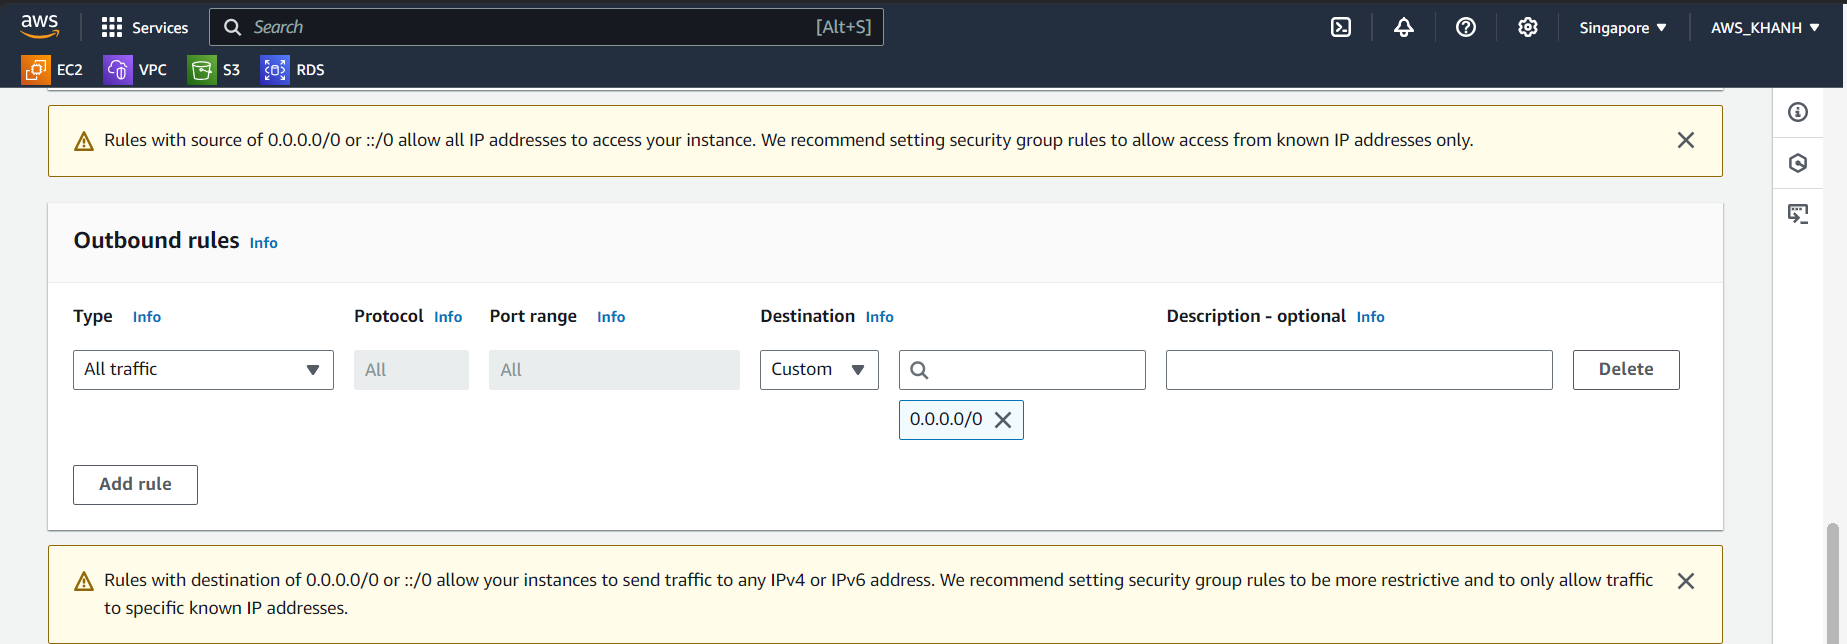 aws Services Search [Alt+S] Singapore AWS_KHANH
EC2 VPC S3 RDS
Rules with source of 0.0.0.0/0 or ::/0 allow all IP addresses to access your instance. We recommend setting security group rules to allow access from known IP addresses only.
Outbound rules Info
Type Info Protocol Info Port range Info Destination Info Description - optional Info
All traffic All All Custom Delete
0.0.0.0/0
Add rule
Rules with destination of 0.0.0.0/0 or ::/0 allow your instances to send traffic to any IPv4 or IPv6 address. We recommend setting security group rules to be more restrictive and to only allow traffic
to specific known IP addresses.